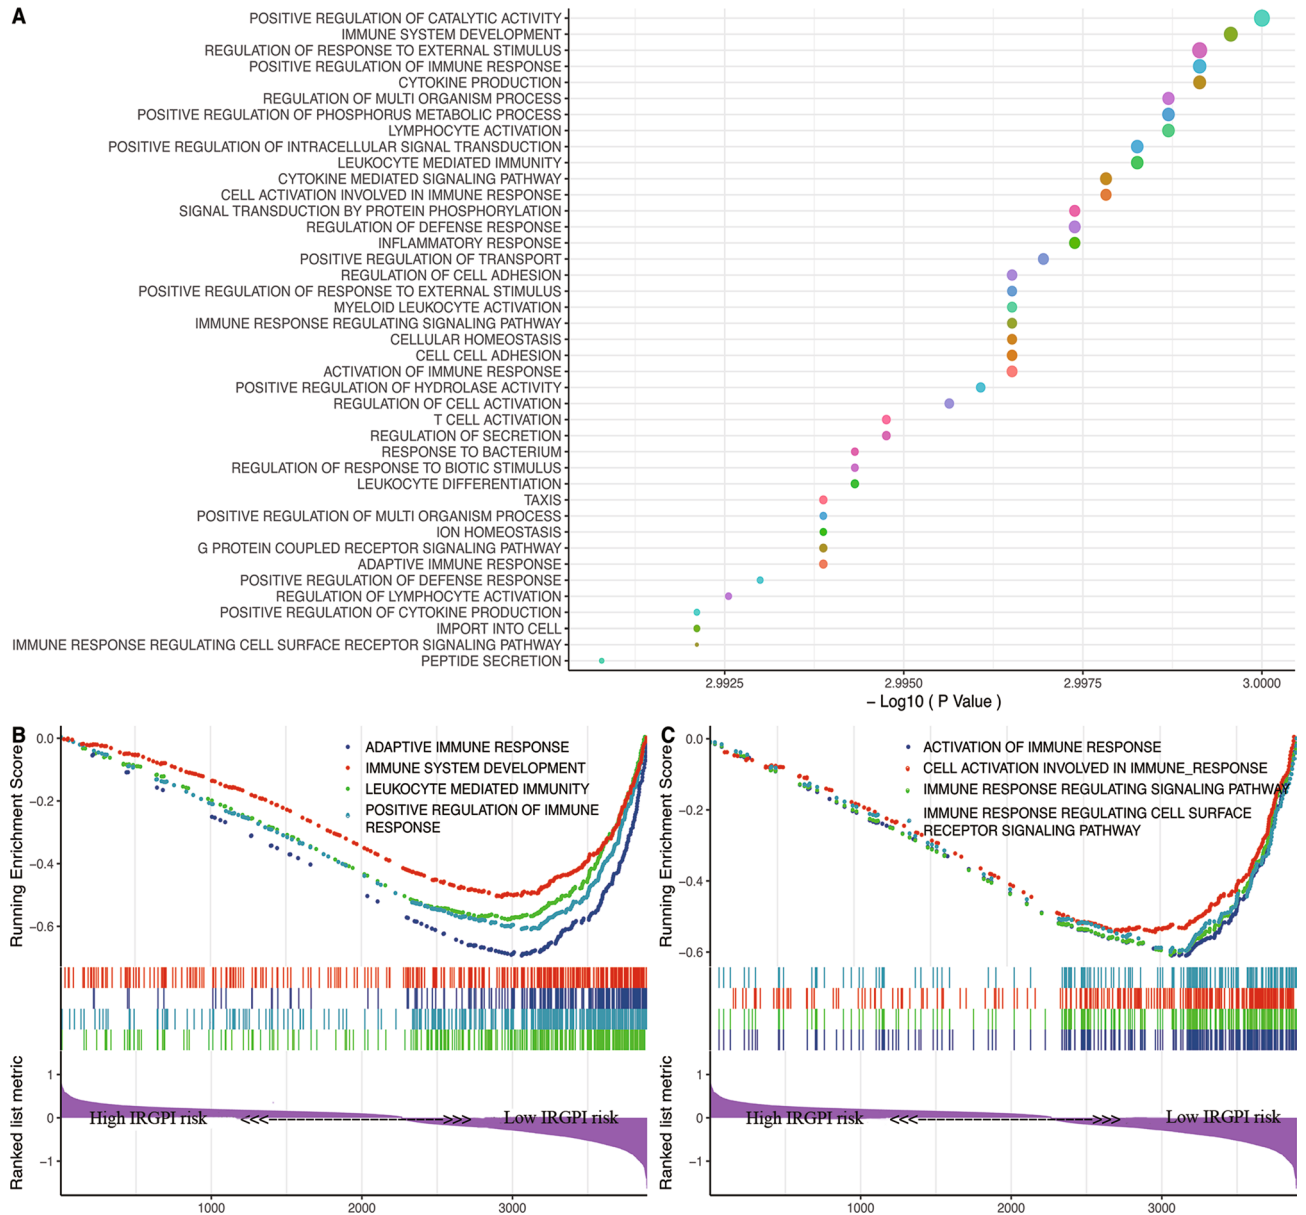 A
POSITIVE REGULATION OF CATALYTIC ACTIVITY
IMMUNE SYSTEM DEVELOPMENT
REGULATION OF RESPONSE TO EXTERNAL STIMULUS
POSITIVE REGULATION OF IMMUNE RESPONSE
CYTOKINE PRODUCTION
REGULATION OF MULTI ORGANISM PROCESS
POSITIVE REGULATION OF PHOSPHORUS METABOLIC PROCESS
LYMPHOCYTE ACTIVATION
POSITIVE REGULATION OF INTRACELLULAR SIGNAL TRANSDUCTION
LEUKOCYTE MEDIATED IMMUNITY
CYTOKINE MEDIATED SIGNALING PATHWAY
CELL ACTIVATION INVOLVED IN IMMUNE RESPONSE
SIGNAL TRANSDUCTION BY PROTEIN PHOSPHORYLATION
REGULATION OF DEFENSE RESPONSE
INFLAMMATORY RESPONSE
POSITIVE REGULATION OF TRANSPORT
REGULATION OF CELL ADHESION
POSITIVE REGULATION OF RESPONSE TO EXTERNAL STIMULUS
MYELOID LEUKOCYTE ACTIVATION
IMMUNE RESPONSE REGULATING SIGNALING PATHWAY
CELLULAR HOMEOSTASIS
CELL CELL ADHESION
ACTIVATION OF IMMUNE RESPONSE
POSITIVE REGULATION OF HYDROLASE ACTIVITY
REGULATION OF CELL ACTIVATION
T CELL ACTIVATION
REGULATION OF SECRETION
RESPONSE TO BACTERIUM
REGULATION OF RESPONSE TO BIOTIC STIMULUS
LEUKOCYTE DIFFERENTIATION
TAXIS
POSITIVE REGULATION OF MULTI ORGANISM PROCESS
ION HOMEOSTASIS
G PROTEIN COUPLED RECEPTOR SIGNALING PATHWAY
ADAPTIVE IMMUNE RESPONSE
POSITIVE REGULATION OF DEFENSE RESPONSE
REGULATION OF LYMPHOCYTE ACTIVATION
POSITIVE REGULATION OF CYTOKINE PRODUCTION
IMPORT INTO CELL
IMMUNE RESPONSE REGULATING CELL SURFACE RECEPTOR SIGNALING PATHWAY
PEPTIDE SECRETION
2.9925 2.9950 2.9975 3.0000
− Log10 ( P Value )
B
Running Enrichment Score
0.0
−0.2
−0.4
−0.6
ADAPTIVE IMMUNE RESPONSE
IMMUNE SYSTEM DEVELOPMENT
LEUKOCYTE MEDIATED IMMUNITY
POSITIVE REGULATION OF IMMUNE
RESPONSE
Ranked list metric
1
0
−1
High IRGPI risk <<<----------->>> Low IRGPI risk
1000 2000 3000
C
Running Enrichment Score
0.0
−0.2
−0.4
−0.6
ACTIVATION OF IMMUNE RESPONSE
CELL ACTIVATION INVOLVED IN IMMUNE_RESPONSE
IMMUNE RESPONSE REGULATING SIGNALING PATHWAY
IMMUNE RESPONSE REGULATING CELL SURFACE
RECEPTOR SIGNALING PATHWAY
Ranked list metric
1
0
−1
High IRGPI risk <<<----------->>> Low IRGPI risk
1000 2000 3000